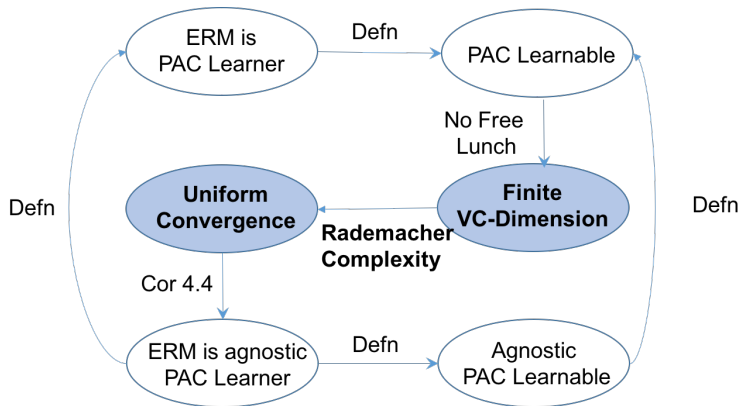 Defn
ERM is
PAC Learner
PAC Learnable
No Free
Lunch
Uniform
Convergence
Finite
VC-Dimension
Defn
Defn
Rademacher
Complexity
Cor 4.4
Defn
ERM is agnostic
PAC Learner
Agnostic
PAC Learnable